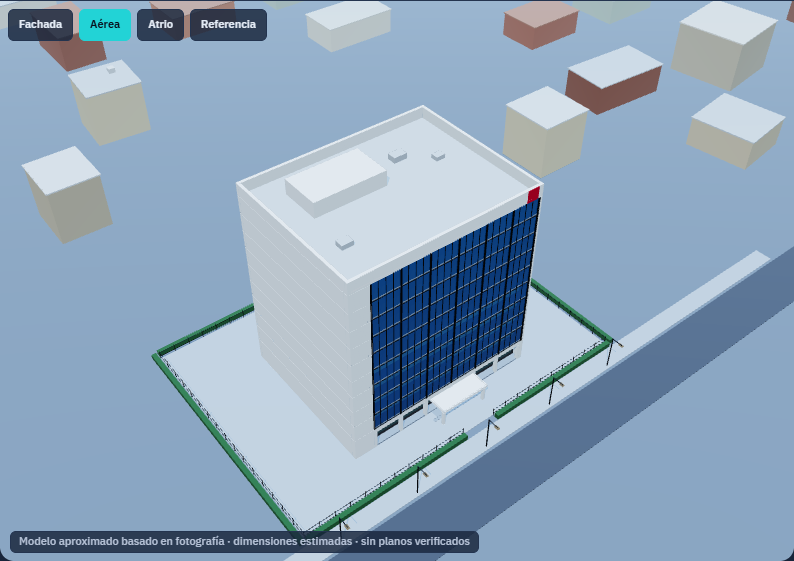 Fachada
Aérea
Atrio
Referencia
Modelo aproximado basado en fotografía · dimensiones estimadas · sin planos verificados